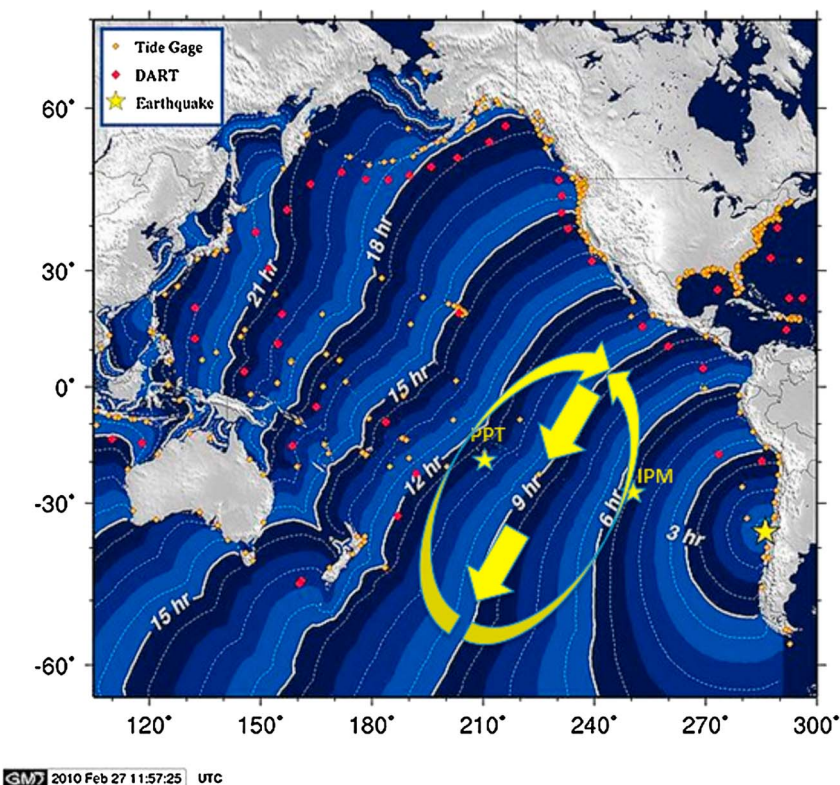 Tide Gage
DART
Earthquake
60°
30°
0°
-30°
-60°
21 hr
18 hr
15 hr
12 hr
PPT
9 hr
IPM
6 hr
3 hr
15 hr
120°
150°
180°
210°
240°
270°
300°
GMD 2010 Feb 27 11:57:25 UTC